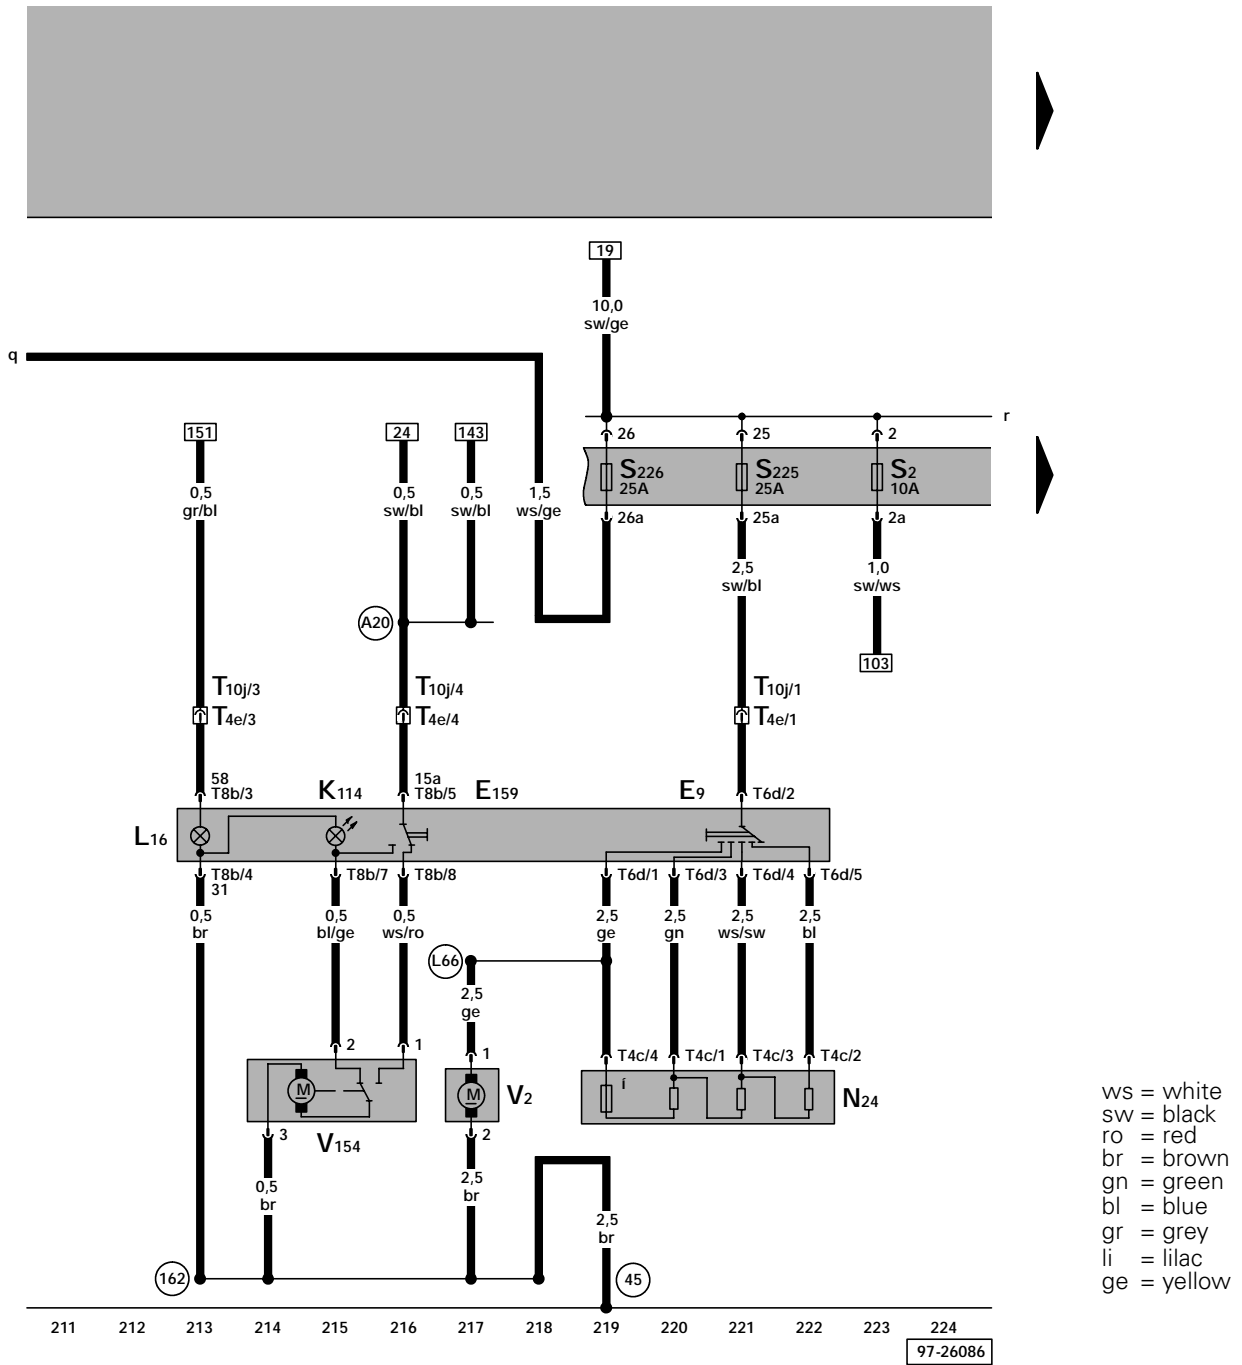 19
10,0
sw/ge
q
r
151
24
143
26
25
2
S226
25A
S225
25A
S2
10A
0,5
gr/bl
0,5
sw/bl
0,5
sw/bl
1,5
ws/ge
26a
25a
2a
2,5
sw/bl
1,0
sw/ws
A20
103
T10j/3
T4e/3
T10j/4
T4e/4
T10j/1
T4e/1
58
T8b/3
K114
15a
T8b/5
E159
E9
T6d/2
L16
T8b/4
31
T8b/7
T8b/8
T6d/1
T6d/3
T6d/4
T6d/5
0,5
br
0,5
bl/ge
0,5
ws/ro
2,5
ge
2,5
gn
2,5
ws/sw
2,5
bl
L66
2,5
ge
2
1
1
T4c/4
T4c/1
T4c/3
T4c/2
M
M
V2
í
N24
3
V154
2
0,5
br
2,5
br
2,5
br
162
45
ws = white
sw = black
ro = red
br = brown
gn = green
bl = blue
gr = grey
li = lilac
ge = yellow
211 212 213 214 215 216 217 218 219 220 221 222 223 224
97-26086